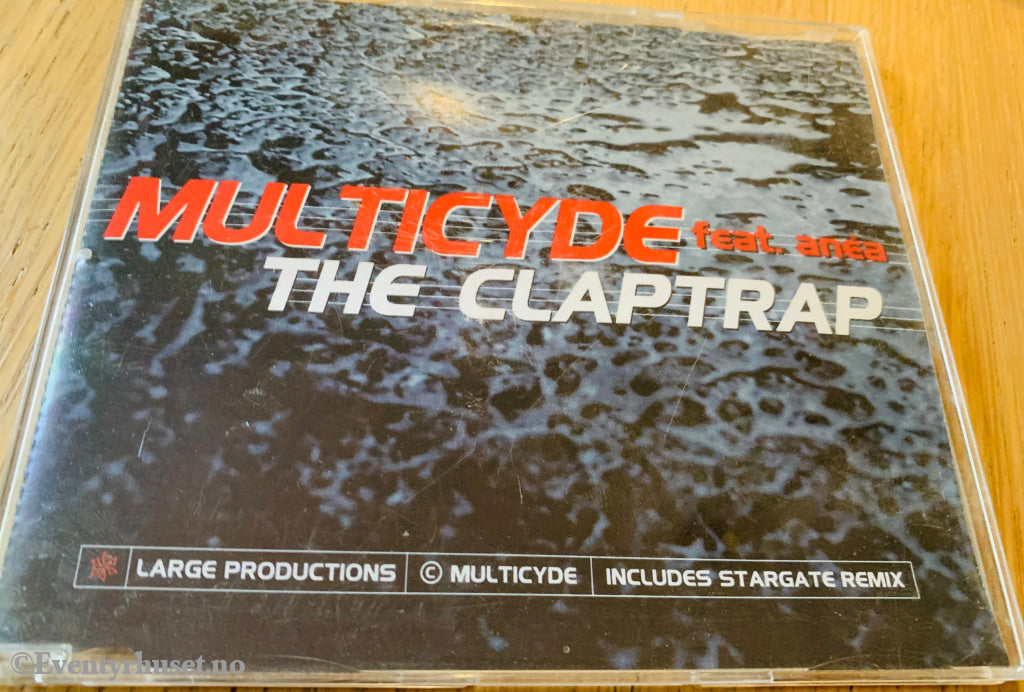 MULTICYDE feat. anéa
THE CLAPTRAP
LARGE PRODUCTIONS © MULTICYDE INCLUDES STARGATE REMIX
©Eventyrhuset.no